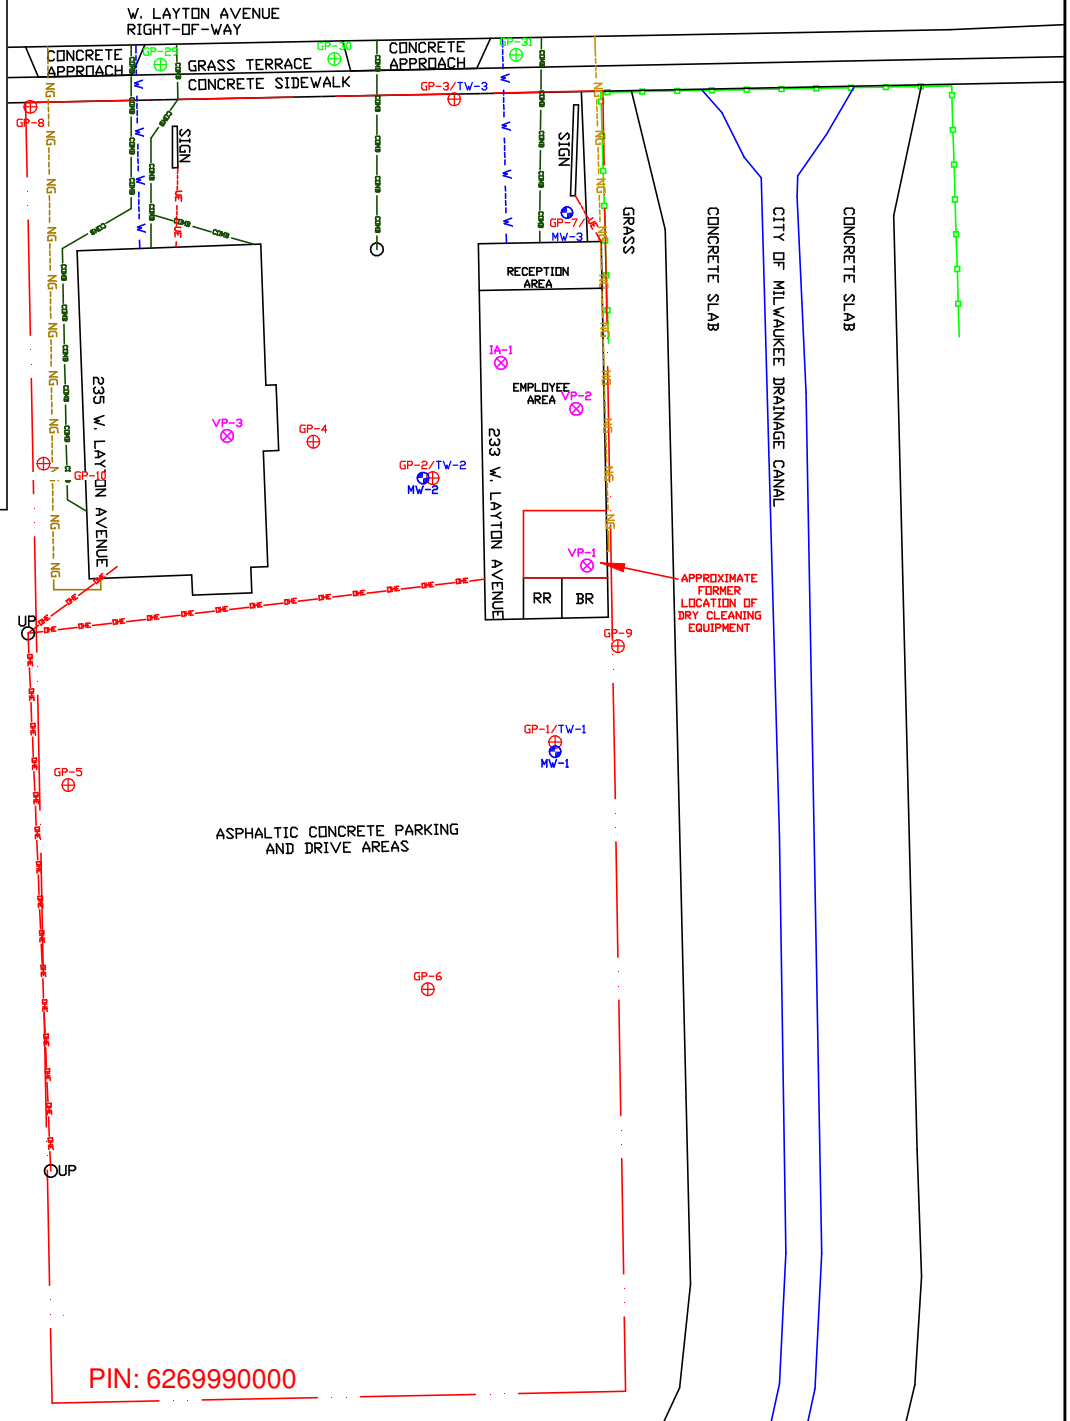 W. LAYTON AVENUE
RIGHT-OF-WAY
CONCRETE
APPROACH
GP-29
GRASS TERRACE
GP-30
CONCRETE
APPROACH
GP-31
CONCRETE SIDEWALK
GP-3/TW-3
GP-8
SIGN
SIGN
UE
UE
NG
W
GP-7/
MW-3
GRASS
CONCRETE SLAB
CITY OF MILWAUKEE DRAINAGE CANAL
CONCRETE SLAB
RECEPTION
AREA
IA-1
EMPLOYEE
AREA
VP-2
VP-3
GP-4
235 W. LAYTON AVENUE
GP-10
GP-2/TW-2
MW-2
233 W. LAYTON AVENUE
VP-1
RR
BR
APPROXIMATE
FORMER
LOCATION OF
DRY CLEANING
EQUIPMENT
UP
OHE
GP-9
GP-1/TW-1
MW-1
GP-5
ASPHALTIC CONCRETE PARKING
AND DRIVE AREAS
GP-6
UP
PIN: 6269990000